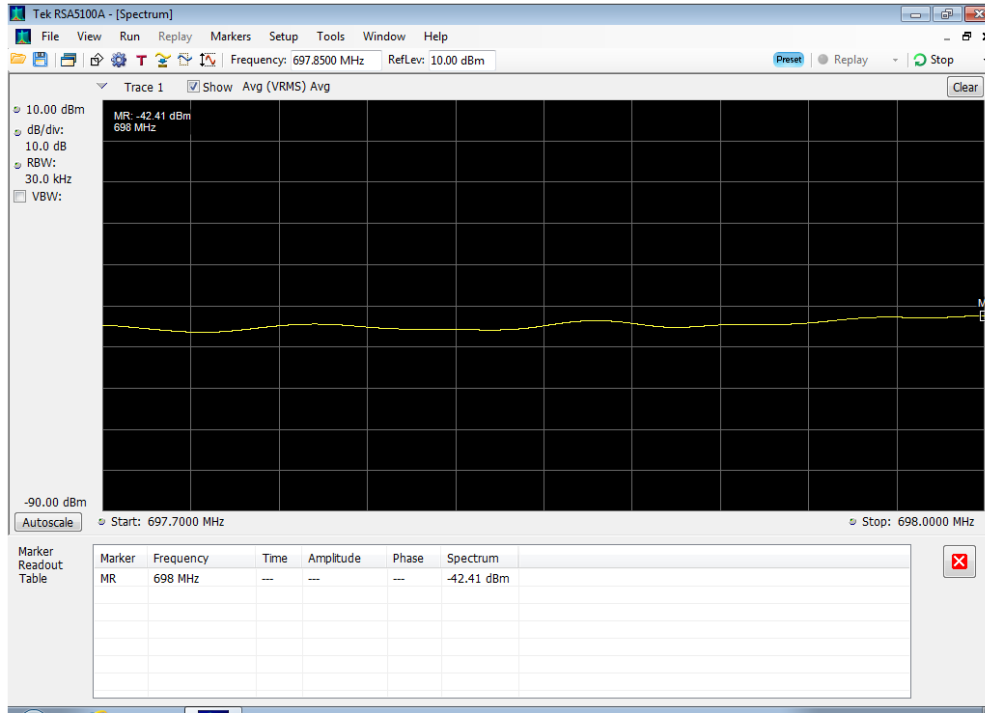 Tek RSA5100A - [Spectrum]
File View Run Replay Markers Setup Tools Window Help
Frequency: 697.8500 MHz RefLev: 10.00 dBm Preset Replay Stop
Trace 1 Show Avg (VRMS) Avg Clear
10.00 dBm
dB/div:
10.0 dB
RBW:
30.0 kHz
VBW:
MR: -42.41 dBm
698 MHz
M
-90.00 dBm
Autoscale Start: 697.7000 MHz Stop: 698.0000 MHz
Marker
Readout
Table
Marker Frequency Time Amplitude Phase Spectrum
MR 698 MHz --- --- --- -42.41 dBm